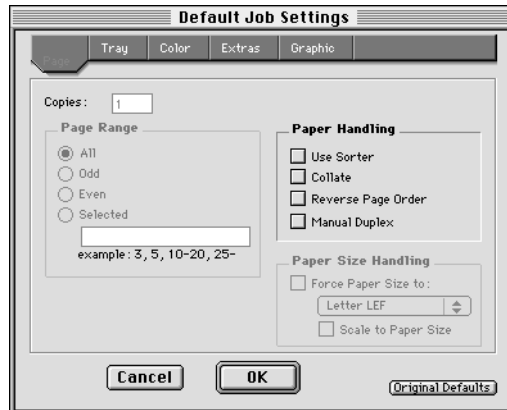 Default Job Settings
Page Tray Color Extras Graphic
Copies: 1
Page Range
All
Odd
Even
Selected
example: 3, 5, 10-20, 25-
Paper Handling
Use Sorter
Collate
Reverse Page Order
Manual Duplex
Paper Size Handling
Force Paper Size to:
Letter LEF
Scale to Paper Size
Cancel OK Original Defaults